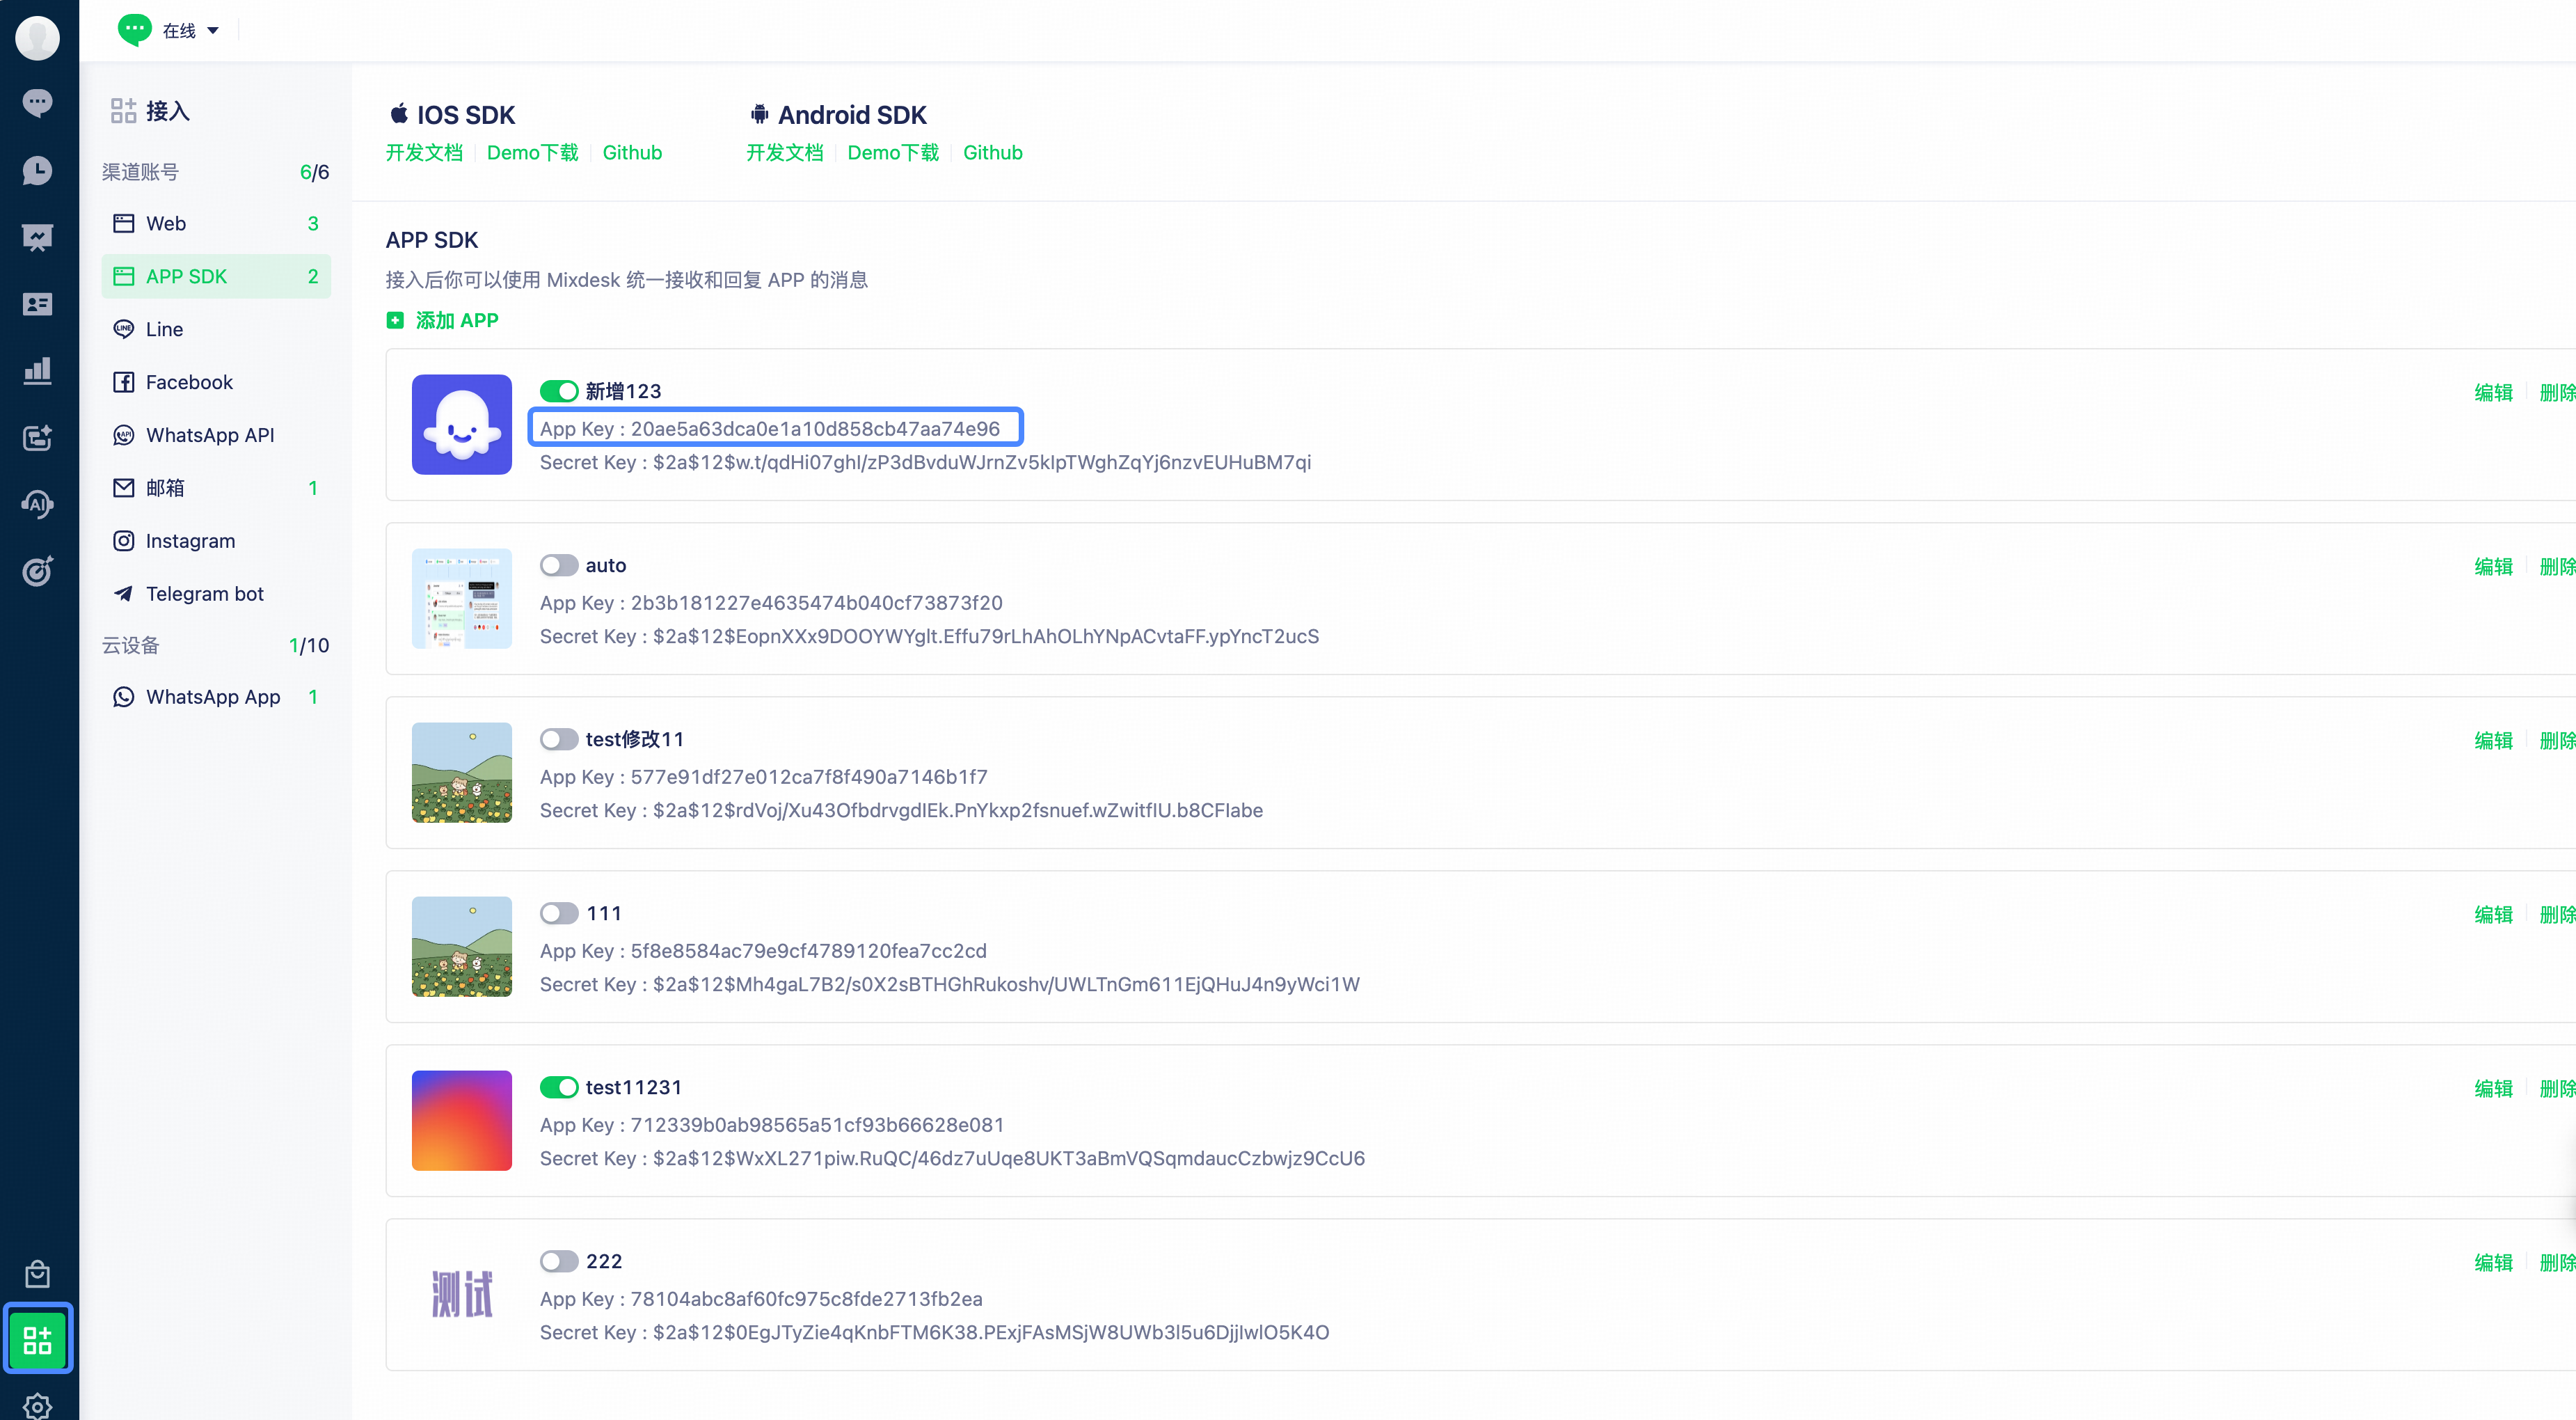 在线
接入
渠道账号 6/6
Web 3
APP SDK 2
Line
Facebook
WhatsApp API
邮箱 1
Instagram
Telegram bot
云设备 1/10
WhatsApp App 1
IOS SDK
开发文档 Demo下载 Github
Android SDK
开发文档 Demo下载 Github
APP SDK
接入后你可以使用 Mixdesk 统一接收和回复 APP 的消息
添加 APP
新增123
编辑 删除
App Key : 20ae5a63dca0e1a10d858cb47aa74e96
Secret Key : $2a$12$w.t/qdHi07ghI/zP3dBvduWJrnZv5kIpTWghZqYj6nzvEUHuBM7qi
auto
编辑 删除
App Key : 2b3b181227e4635474b040cf73873f20
Secret Key : $2a$12$EopnXXx9DOOYWYglt.Effu79rLhAhOLhYNpACvtaFF.ypYncT2ucS
test修改11
编辑 删除
App Key : 577e91df27e012ca7f8f490a7146b1f7
Secret Key : $2a$12$rdVoj/Xu43OfbdrvgdIEk.PnYkxp2fsnuef.wZwitfIU.b8CFIabe
111
编辑 删除
App Key : 5f8e8584ac79e9cf4789120fea7cc2cd
Secret Key : $2a$12$Mh4gaL7B2/s0X2sBTHGhRukoshv/UWLTnGm611EjQHuJ4n9yWci1W
test11231
编辑 删除
App Key : 712339b0ab98565a51cf93b66628e081
Secret Key : $2a$12$WxXL271piw.RuQC/46dz7uUqe8UKT3aBmVQSqmdaucCzbwjz9CcU6
测试
222
编辑 删除
App Key : 78104abc8af60fc975c8fde2713fb2ea
Secret Key : $2a$12$0EgJTyZie4qKnbFTM6K38.PExjFAsMSjW8UWb3l5u6DjjIwlO5K4O